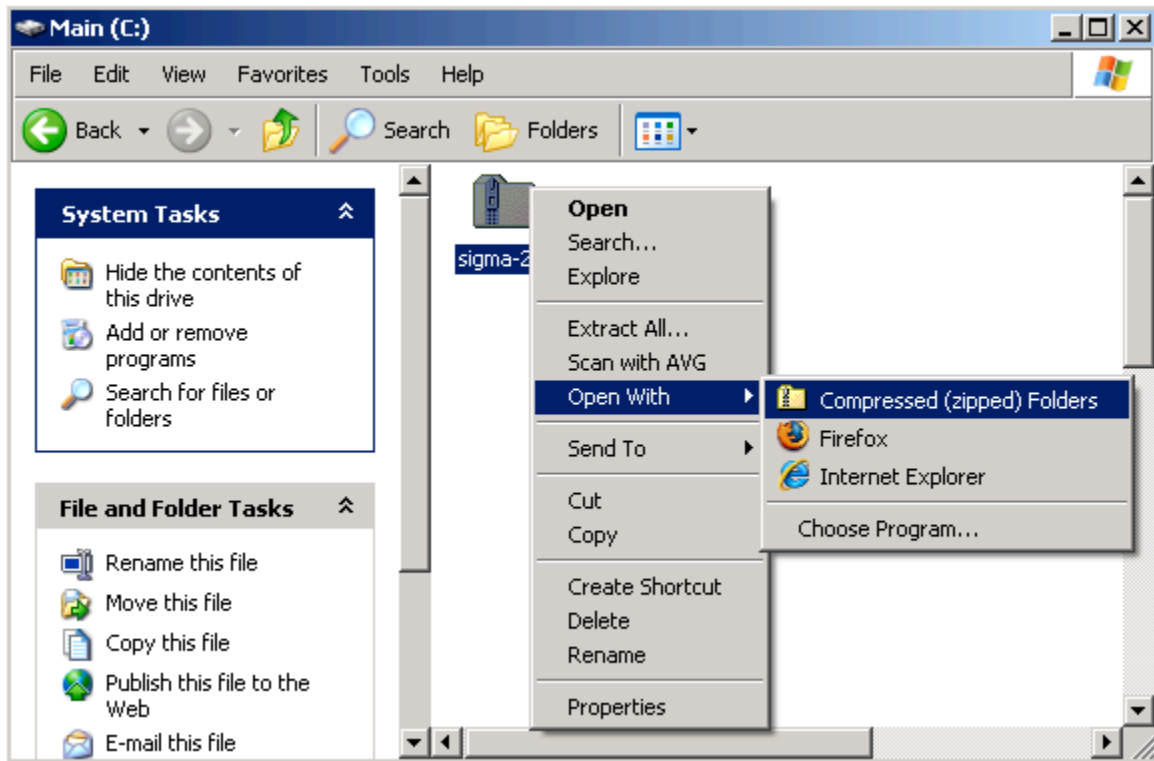 Main (C:)
File Edit View Favorites Tools Help
Back Search Folders
System Tasks
Hide the contents of
this drive
Add or remove
programs
Search for files or
folders
File and Folder Tasks
Rename this file
Move this file
Copy this file
Publish this file to the
Web
E-mail this file
sigma-2
Open
Search...
Explore
Extract All...
Scan with AVG
Open With
Send To
Cut
Copy
Create Shortcut
Delete
Rename
Properties
Compressed (zipped) Folders
Firefox
Internet Explorer
Choose Program...